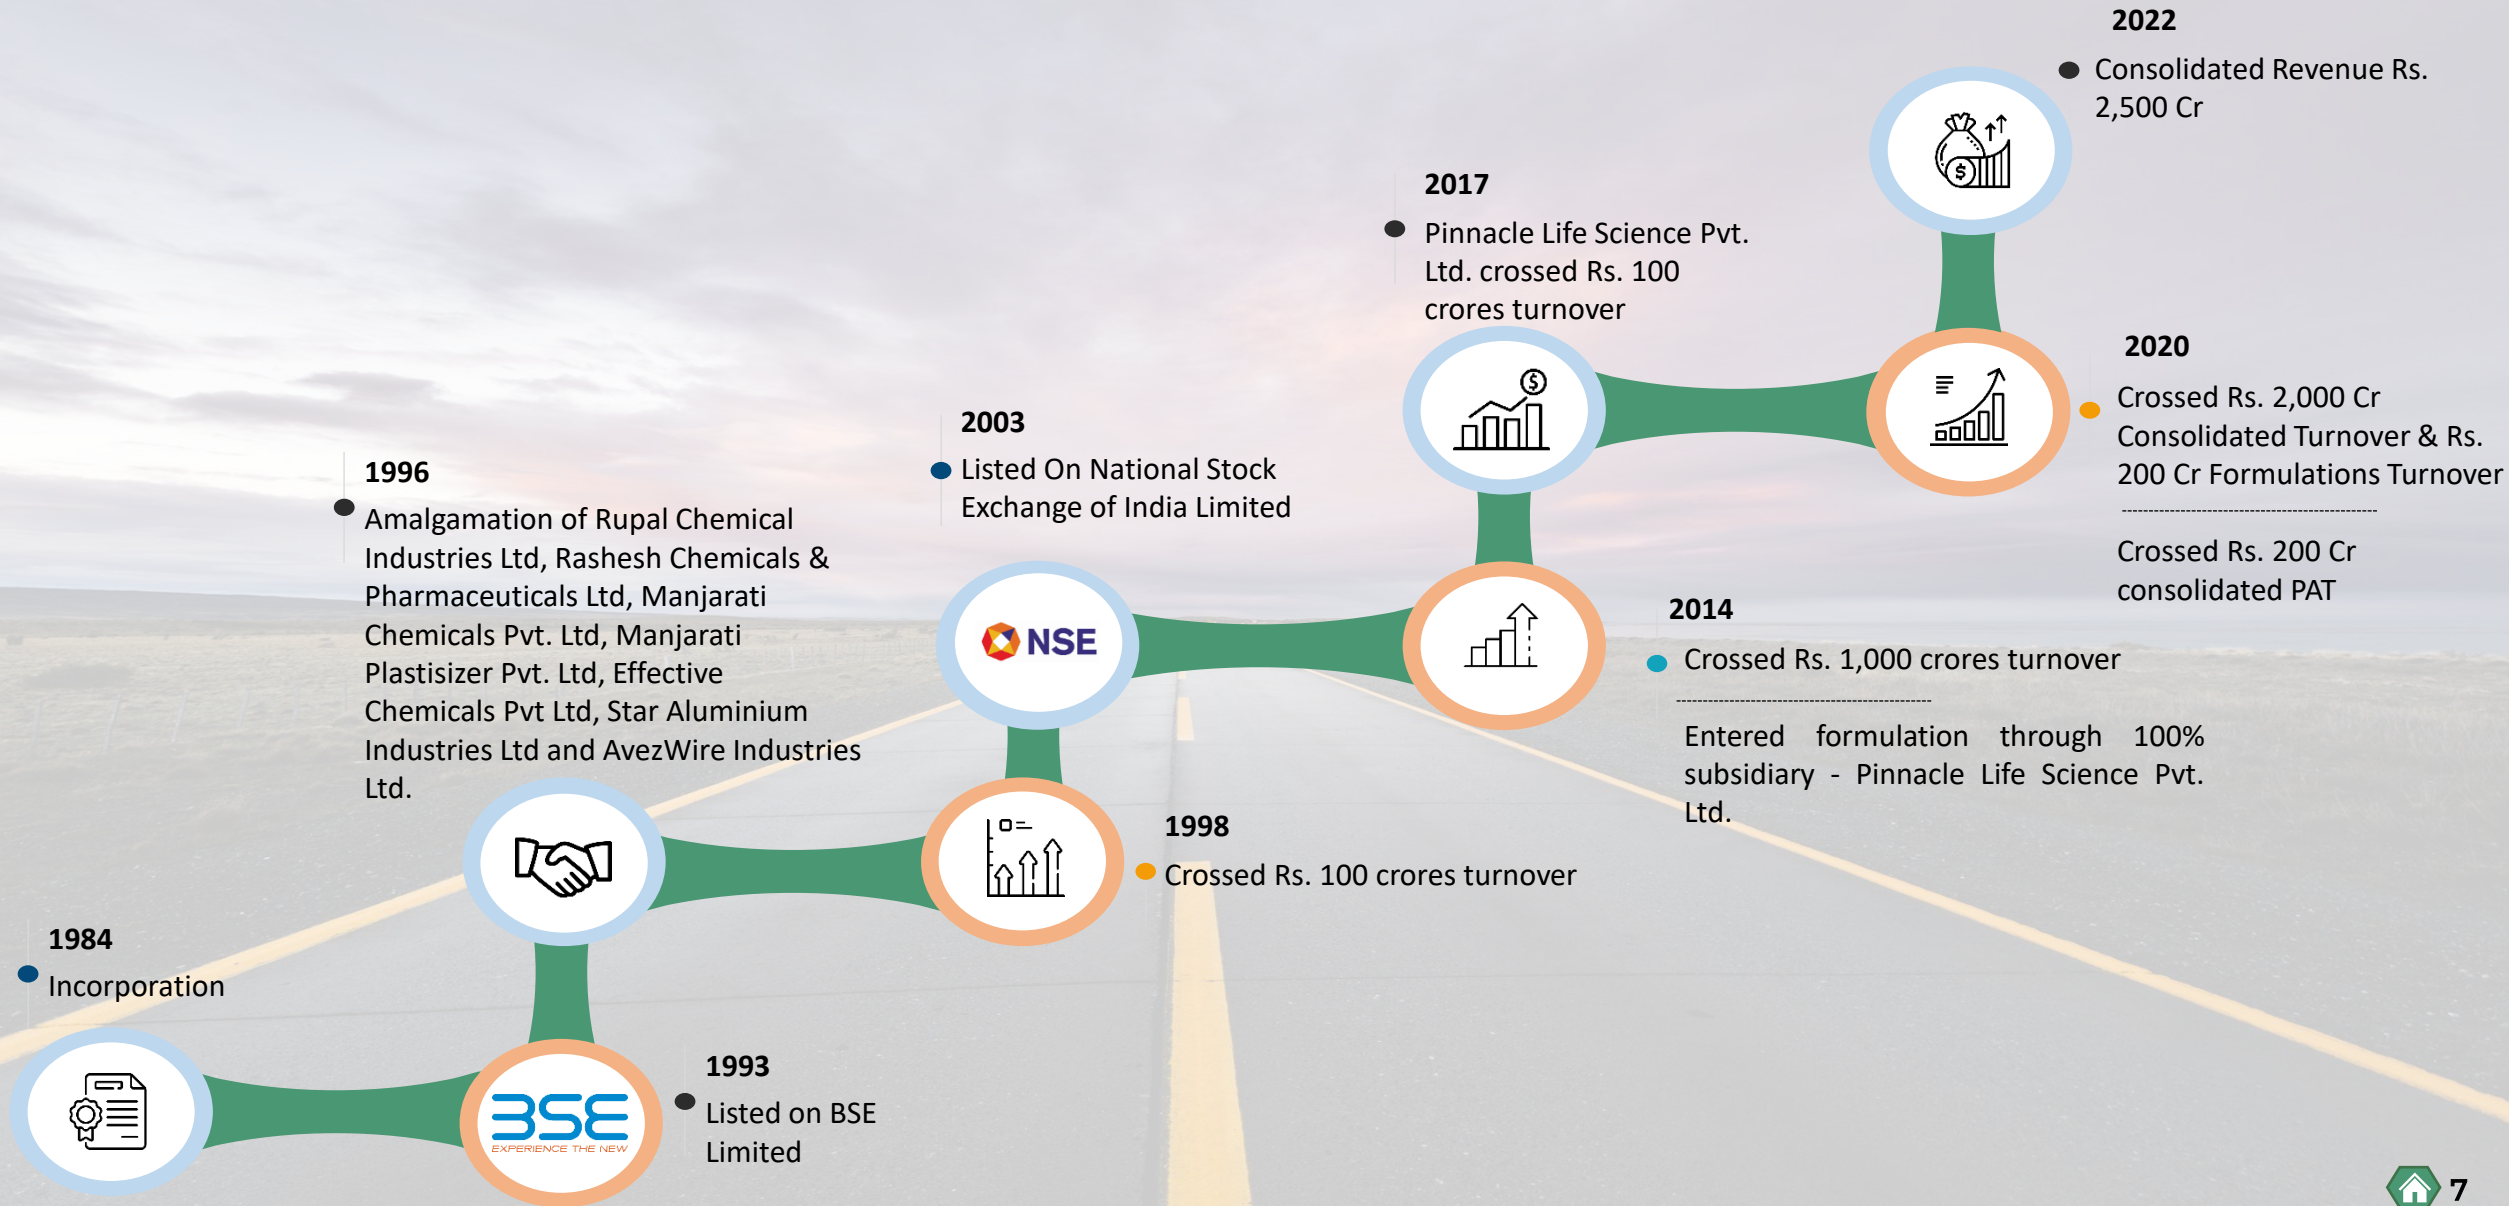 1984
Incorporation
1993
Listed on BSE
Limited
BSE
EXPERIENCE THE NEW
1996
Amalgamation of Rupal Chemical
Industries Ltd, Rashesh Chemicals &
Pharmaceuticals Ltd, Manjarati
Chemicals Pvt. Ltd, Manjarati
Plastisizer Pvt. Ltd, Effective
Chemicals Pvt Ltd, Star Aluminium
Industries Ltd and AvezWire Industries
Ltd.
1998
Crossed Rs. 100 crores turnover
2003
Listed On National Stock
Exchange of India Limited
NSE
2014
Crossed Rs. 1,000 crores turnover
Entered formulation through 100%
subsidiary - Pinnacle Life Science Pvt.
Ltd.
2017
Pinnacle Life Science Pvt.
Ltd. crossed Rs. 100
crores turnover
$
2020
Crossed Rs. 2,000 Cr
Consolidated Turnover & Rs.
200 Cr Formulations Turnover
Crossed Rs. 200 Cr
consolidated PAT
2022
Consolidated Revenue Rs.
2,500 Cr
$
7